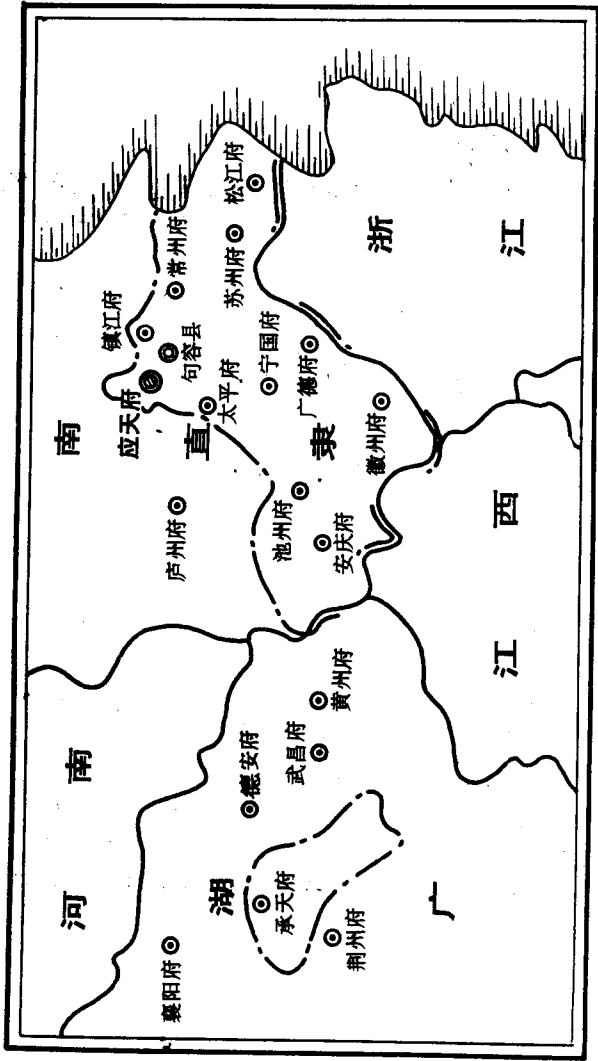 河南
南直隶
浙江
江西
湖广
镇江府
常州府
松江府
苏州府
句容县
应天府
太平府
宁国府
广德府
徽州府
庐州府
池州府
安庆府
黄州府
武昌府
德安府
承天府
荆州府
襄阳府